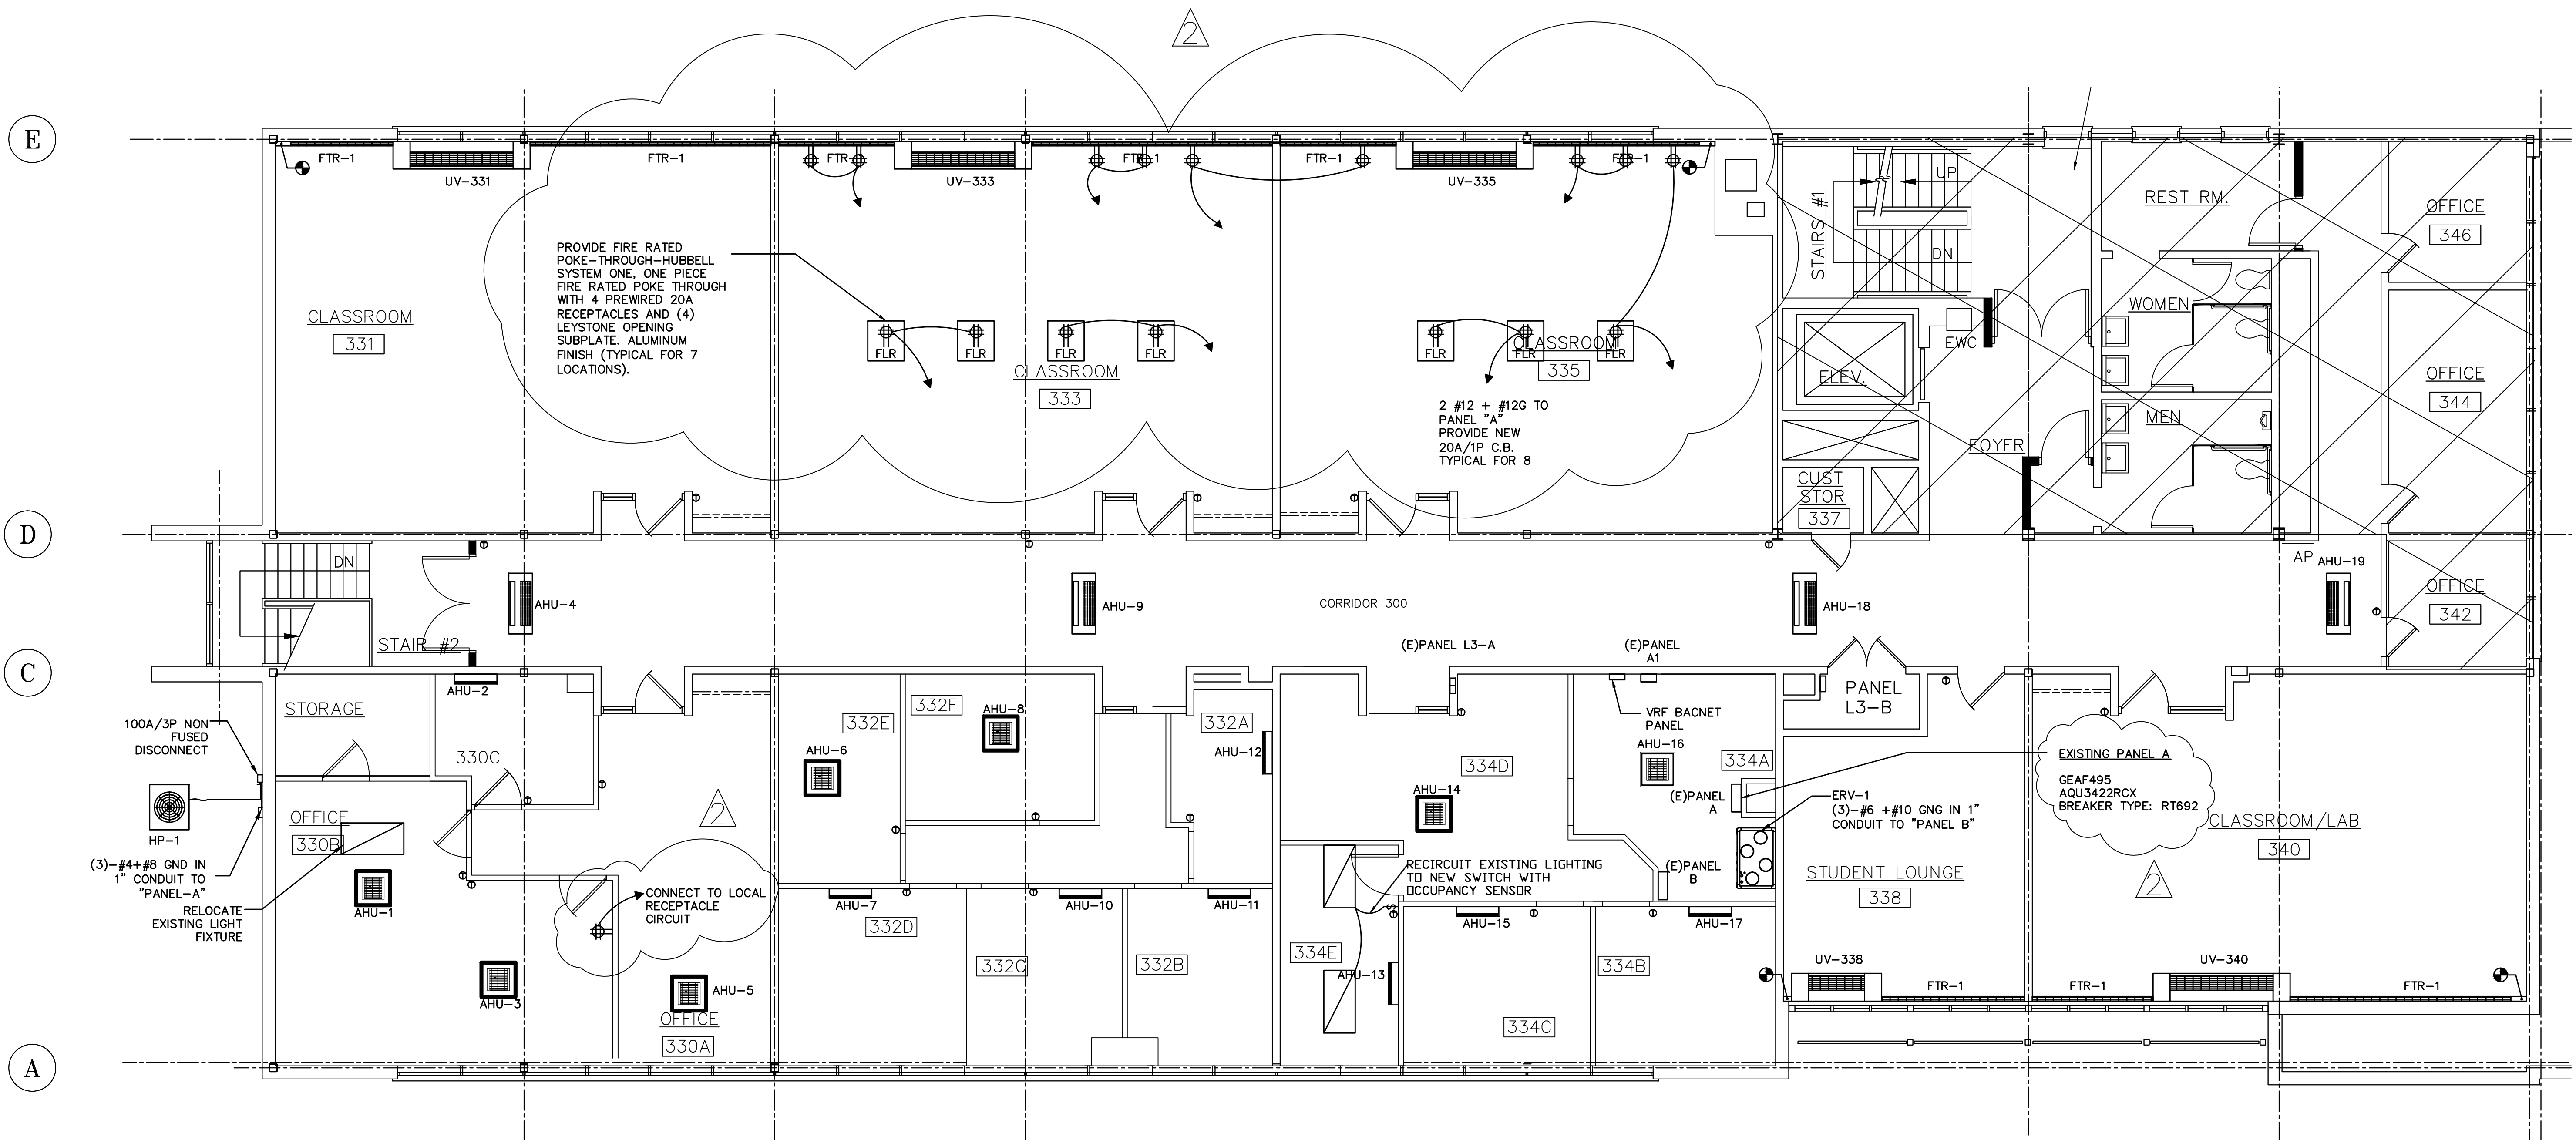 2
E
FTR-1
UV-331
FTR-1
FTR-1
UV-333
FTR-1
FTR-1
UV-335
FTR-1
PROVIDE FIRE RATED
POKE-THROUGH-HUBBELL
SYSTEM ONE, ONE PIECE
FIRE RATED POKE THROUGH
WITH 4 PREWIRED 20A
RECEPTACLES AND (4)
LEYSTONE OPENING
SUBPLATE. ALUMINUM
FINISH (TYPICAL FOR 7
LOCATIONS).
CLASSROOM
331
FLR
FLR
FLR
FLR
FLR
FLR
FLR
CLASSROOM
333
CLASSROOM
335
2 #12 + #12G TO
PANEL "A"
PROVIDE NEW
20A/1P C.B.
TYPICAL FOR 8
STAIRS #1
UP
DN
ELEV.
EWC
FOYER
CUST
STOR
337
REST RM.
WOMEN
MEN
OFFICE
346
OFFICE
344
OFFICE
342
D
DN
STAIR #2
AHU-4
AHU-9
CORRIDOR 300
AHU-18
AP
AHU-19
(E)PANEL L3-A
(E)PANEL
A1
C
STORAGE
AHU-2
330C
100A/3P NON
FUSED
DISCONNECT
HP-1
(3)-#4+#8 GND IN
1" CONDUIT TO
"PANEL-A"
RELOCATE
EXISTING LIGHT
FIXTURE
OFFICE
330B
AHU-1
AHU-3
2
CONNECT TO LOCAL
RECEPTACLE
CIRCUIT
AHU-5
OFFICE
330A
332E
AHU-6
332F
AHU-8
332A
AHU-12
AHU-7
332D
AHU-10
332C
AHU-11
332B
334D
AHU-14
RECIRCUIT EXISTING LIGHTING
TO NEW SWITCH WITH
OCCUPANCY SENSOR
S
334E
AHU-13
AHU-15
334C
AHU-17
334B
VRF BACNET
PANEL
AHU-16
334A
(E)PANEL
A
(E)PANEL
B
PANEL
L3-B
ERV-1
(3)-#6 +#10 GNG IN 1"
CONDUIT TO "PANEL B"
EXISTING PANEL A
GEAF495
AQU3422RCX
BREAKER TYPE: RT692
2
STUDENT LOUNGE
338
CLASSROOM/LAB
340
UV-338
FTR-1
FTR-1
UV-340
FTR-1
A